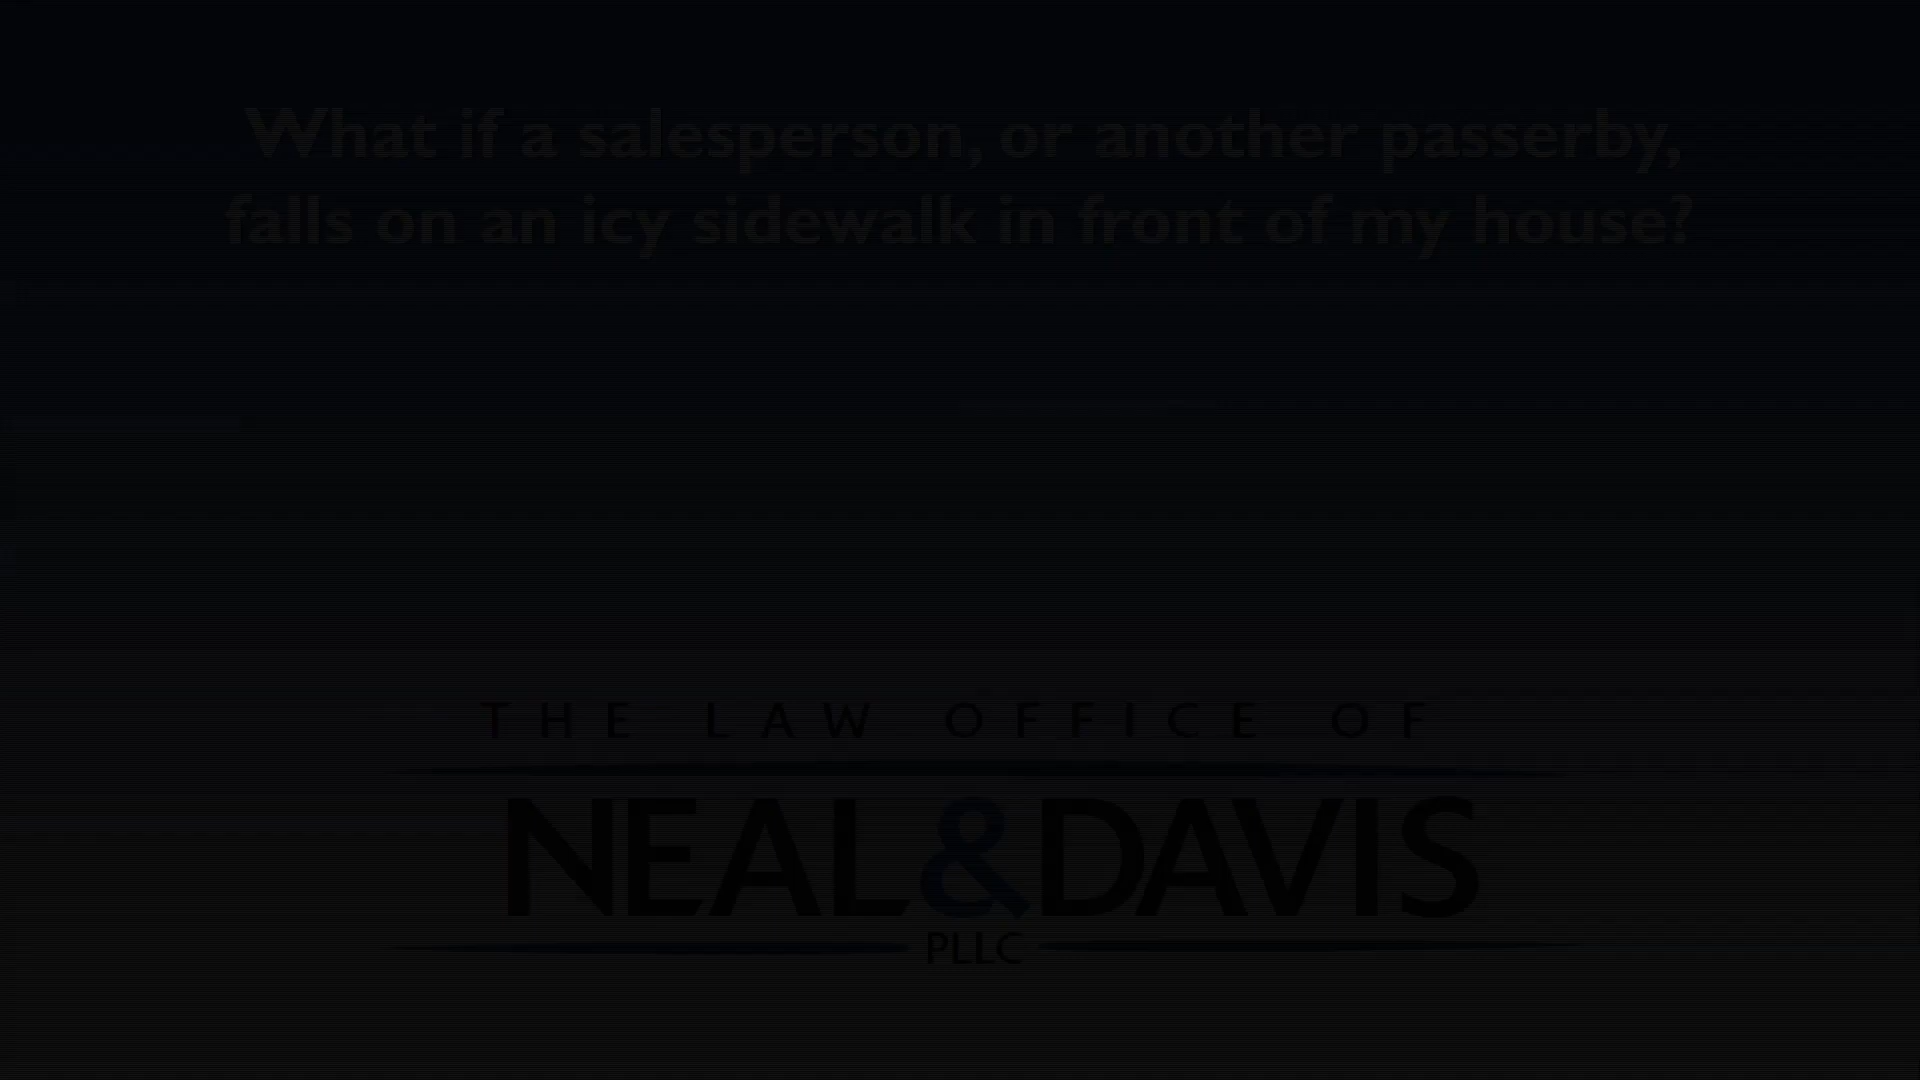 What if a salesperson, or another passerby,
falls on an icy sidewalk in front of my house?
THE LAW OFFICE OF
NEAL & DAVIS
PLLC